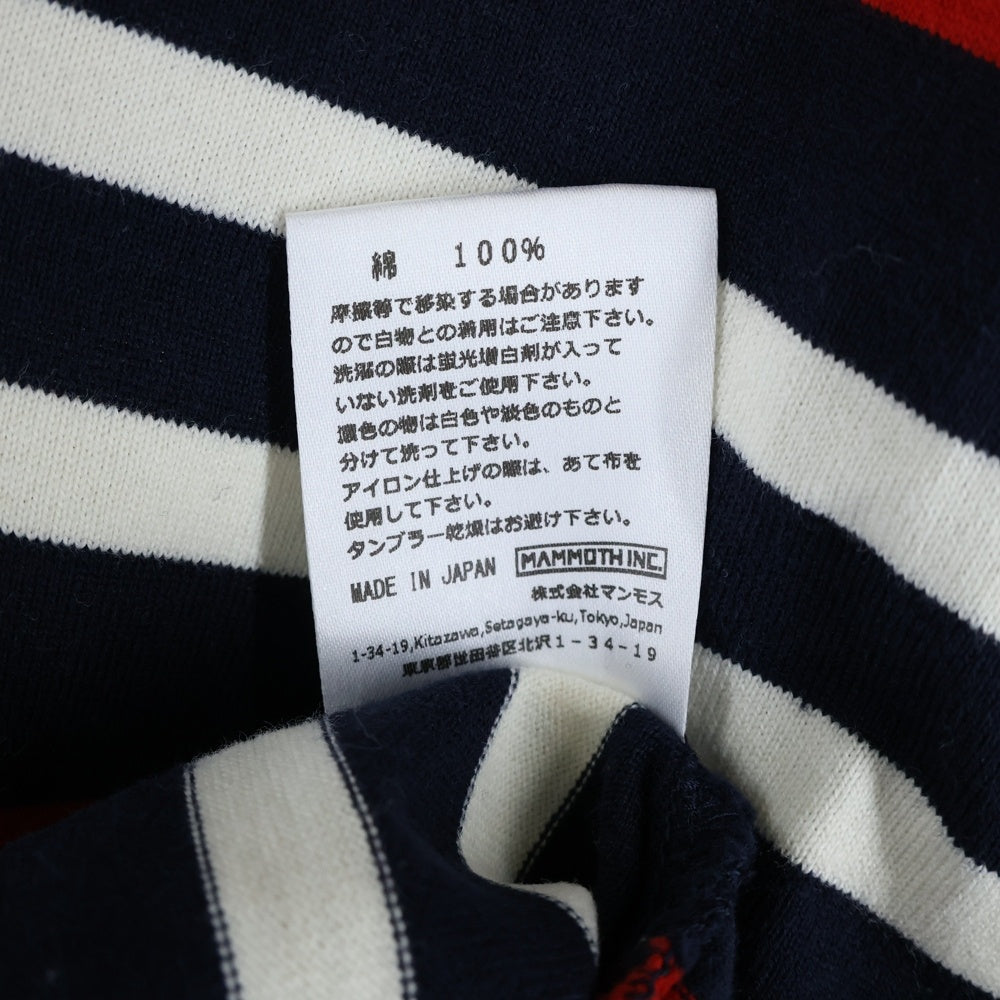 綿 100%
摩擦等で移染する場合があります
ので白物との着用はご注意下さい。
洗濯の際は蛍光増白剤が入って
いない洗剤をご使用下さい。
濃色の物は白色や淡色のものと
分けて洗って下さい。
アイロン仕上げの際は、あて布を
使用して下さい。
タンブラー乾燥はお避け下さい。
MADE IN JAPAN MAMMOTH INC.
株式会社マンモス
1-34-19,Kitazawa,Setagaya-ku,Tokyo,Japan
東京都世田谷区北沢1-34-19